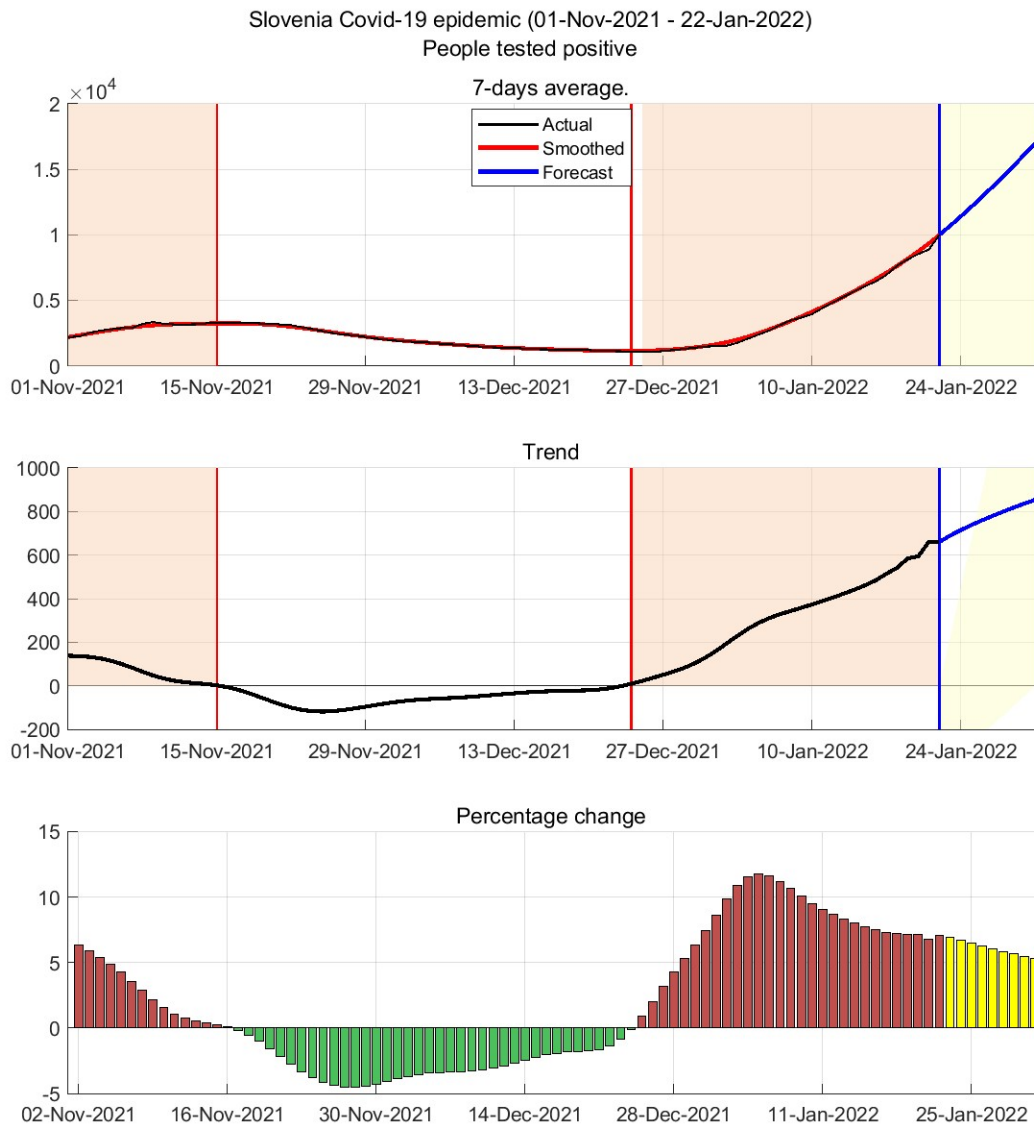 Slovenia Covid-19 epidemic (01-Nov-2021 - 22-Jan-2022)
People tested positive
7-days average.
×10⁴
2
1.5
1
0.5
0
Actual
Smoothed
Forecast
01-Nov-2021 15-Nov-2021 29-Nov-2021 13-Dec-2021 27-Dec-2021 10-Jan-2022 24-Jan-2022
Trend
1000
800
600
400
200
0
-200
01-Nov-2021 15-Nov-2021 29-Nov-2021 13-Dec-2021 27-Dec-2021 10-Jan-2022 24-Jan-2022
Percentage change
15
10
5
0
-5
02-Nov-2021 16-Nov-2021 30-Nov-2021 14-Dec-2021 28-Dec-2021 11-Jan-2022 25-Jan-2022